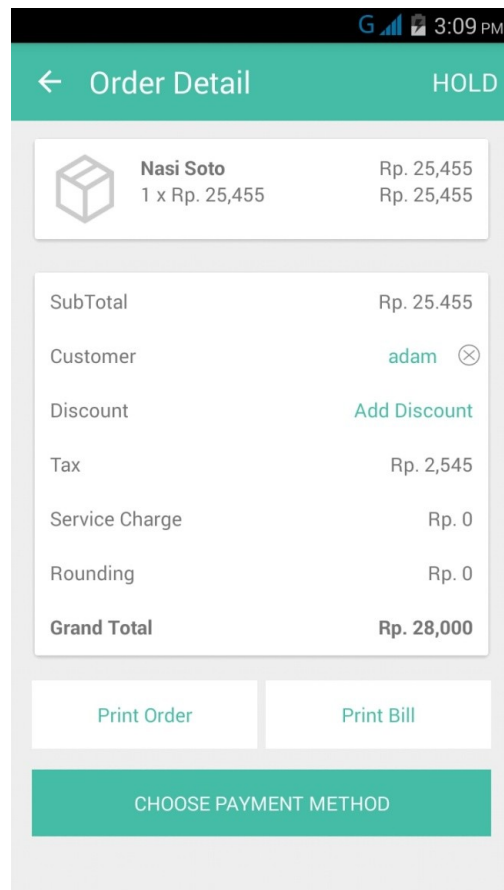 G 3:09 PM
Order Detail HOLD
Nasi Soto Rp. 25,455
1 x Rp. 25,455 Rp. 25,455
SubTotal Rp. 25.455
Customer adam
Discount Add Discount
Tax Rp. 2,545
Service Charge Rp. 0
Rounding Rp. 0
Grand Total Rp. 28,000
Print Order Print Bill
CHOOSE PAYMENT METHOD